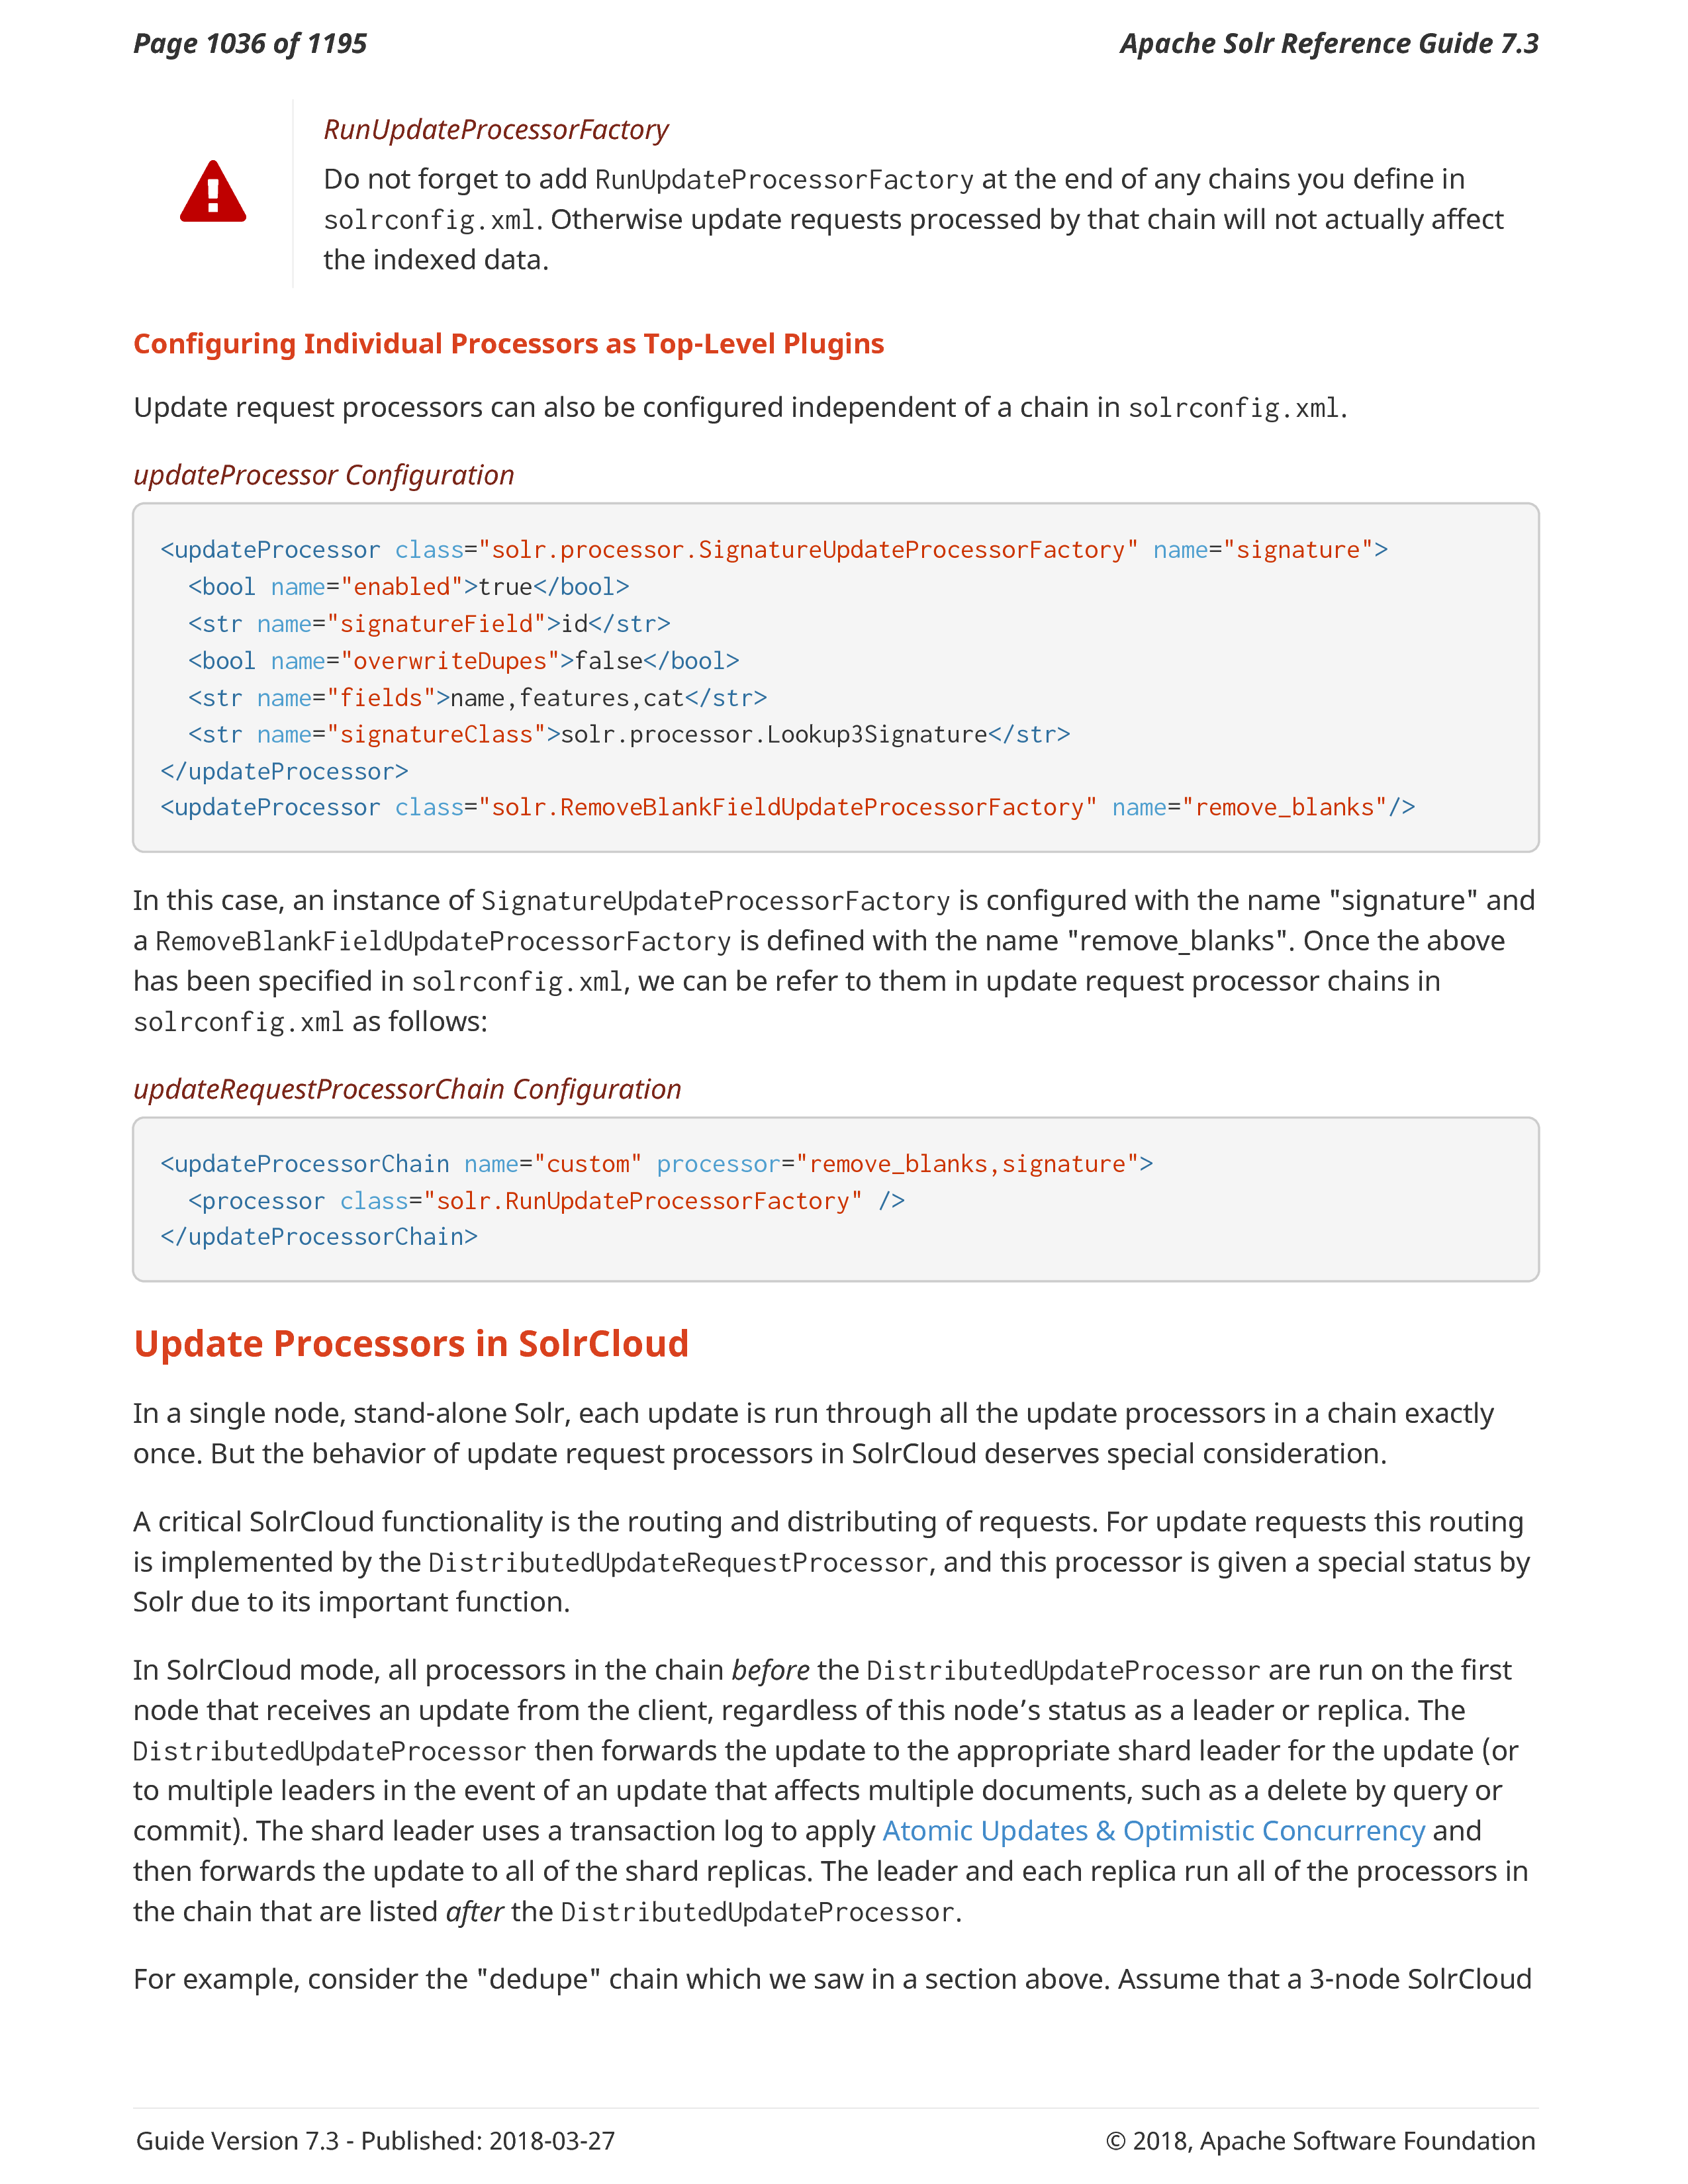 Page 1036 of 1195
Apache Solr Reference Guide 7.3
RunUpdateProcessorFactory
Do not forget to add RunUpdateProcessorFactory at the end of any chains you define in
solrconfig.xml. Otherwise update requests processed by that chain will not actually affect
the indexed data.
Configuring Individual Processors as Top-Level Plugins
Update request processors can also be configured independent of a chain in solrconfig.xml.
updateProcessor Configuration
<updateProcessor class="solr.processor.SignatureUpdateProcessorFactory" name="signature">
  <bool name="enabled">true</bool>
  <str name="signatureField">id</str>
  <bool name="overwriteDupes">false</bool>
  <str name="fields">name,features,cat</str>
  <str name="signatureClass">solr.processor.Lookup3Signature</str>
</updateProcessor>
<updateProcessor class="solr.RemoveBlankFieldUpdateProcessorFactory" name="remove_blanks"/>
In this case, an instance of SignatureUpdateProcessorFactory is configured with the name "signature" and
a RemoveBlankFieldUpdateProcessorFactory is defined with the name "remove_blanks". Once the above
has been specified in solrconfig.xml, we can be refer to them in update request processor chains in
solrconfig.xml as follows:
updateRequestProcessorChain Configuration
<updateProcessorChain name="custom" processor="remove_blanks,signature">
  <processor class="solr.RunUpdateProcessorFactory" />
</updateProcessorChain>
Update Processors in SolrCloud
In a single node, stand-alone Solr, each update is run through all the update processors in a chain exactly
once. But the behavior of update request processors in SolrCloud deserves special consideration.
A critical SolrCloud functionality is the routing and distributing of requests. For update requests this routing
is implemented by the DistributedUpdateRequestProcessor, and this processor is given a special status by
Solr due to its important function.
In SolrCloud mode, all processors in the chain before the DistributedUpdateProcessor are run on the first
node that receives an update from the client, regardless of this node’s status as a leader or replica. The
DistributedUpdateProcessor then forwards the update to the appropriate shard leader for the update (or
to multiple leaders in the event of an update that affects multiple documents, such as a delete by query or
commit). The shard leader uses a transaction log to apply Atomic Updates & Optimistic Concurrency and
then forwards the update to all of the shard replicas. The leader and each replica run all of the processors in
the chain that are listed after the DistributedUpdateProcessor.
For example, consider the "dedupe" chain which we saw in a section above. Assume that a 3-node SolrCloud
Guide Version 7.3 - Published: 2018-03-27
© 2018, Apache Software Foundation